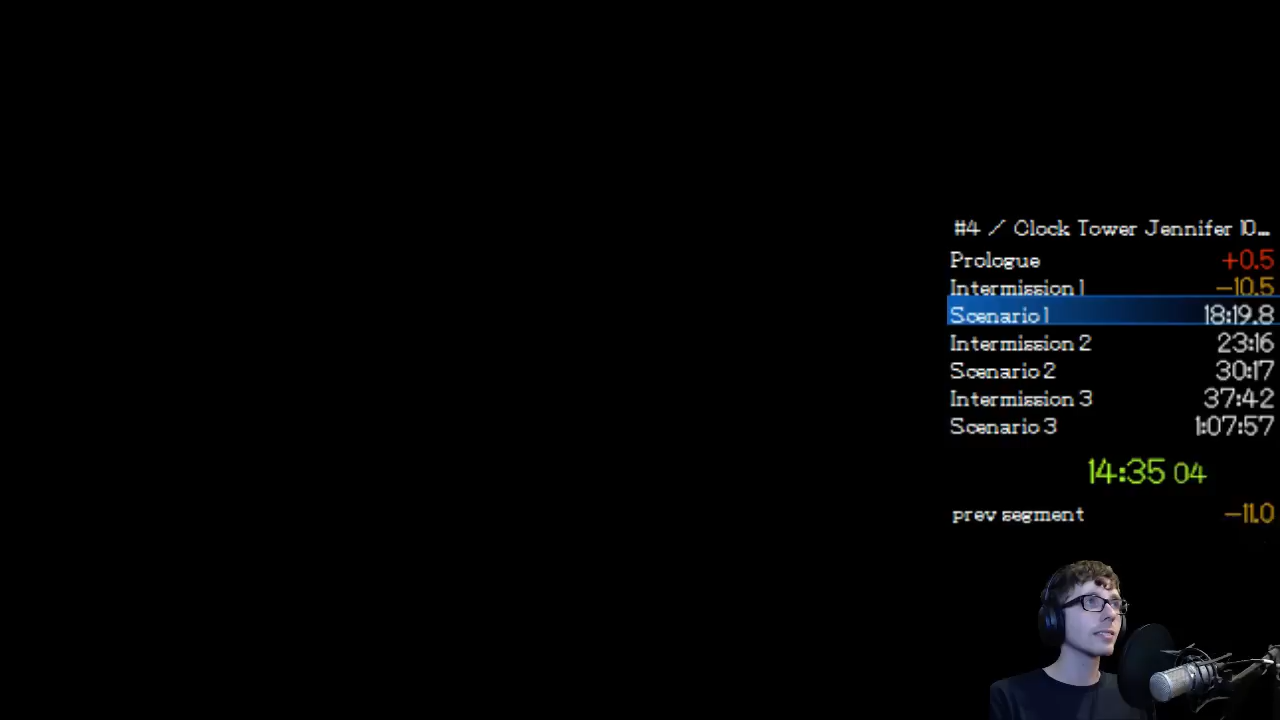 #4 / Clock Tower Jennifer 10...
Prologue +0.5
Intermission 1 -10.5
Scenario 1 18:19.8
Intermission 2 23:16
Scenario 2 30:17
Intermission 3 37:42
Scenario 3 1:07:57
14:35 04
prev segment -11.0